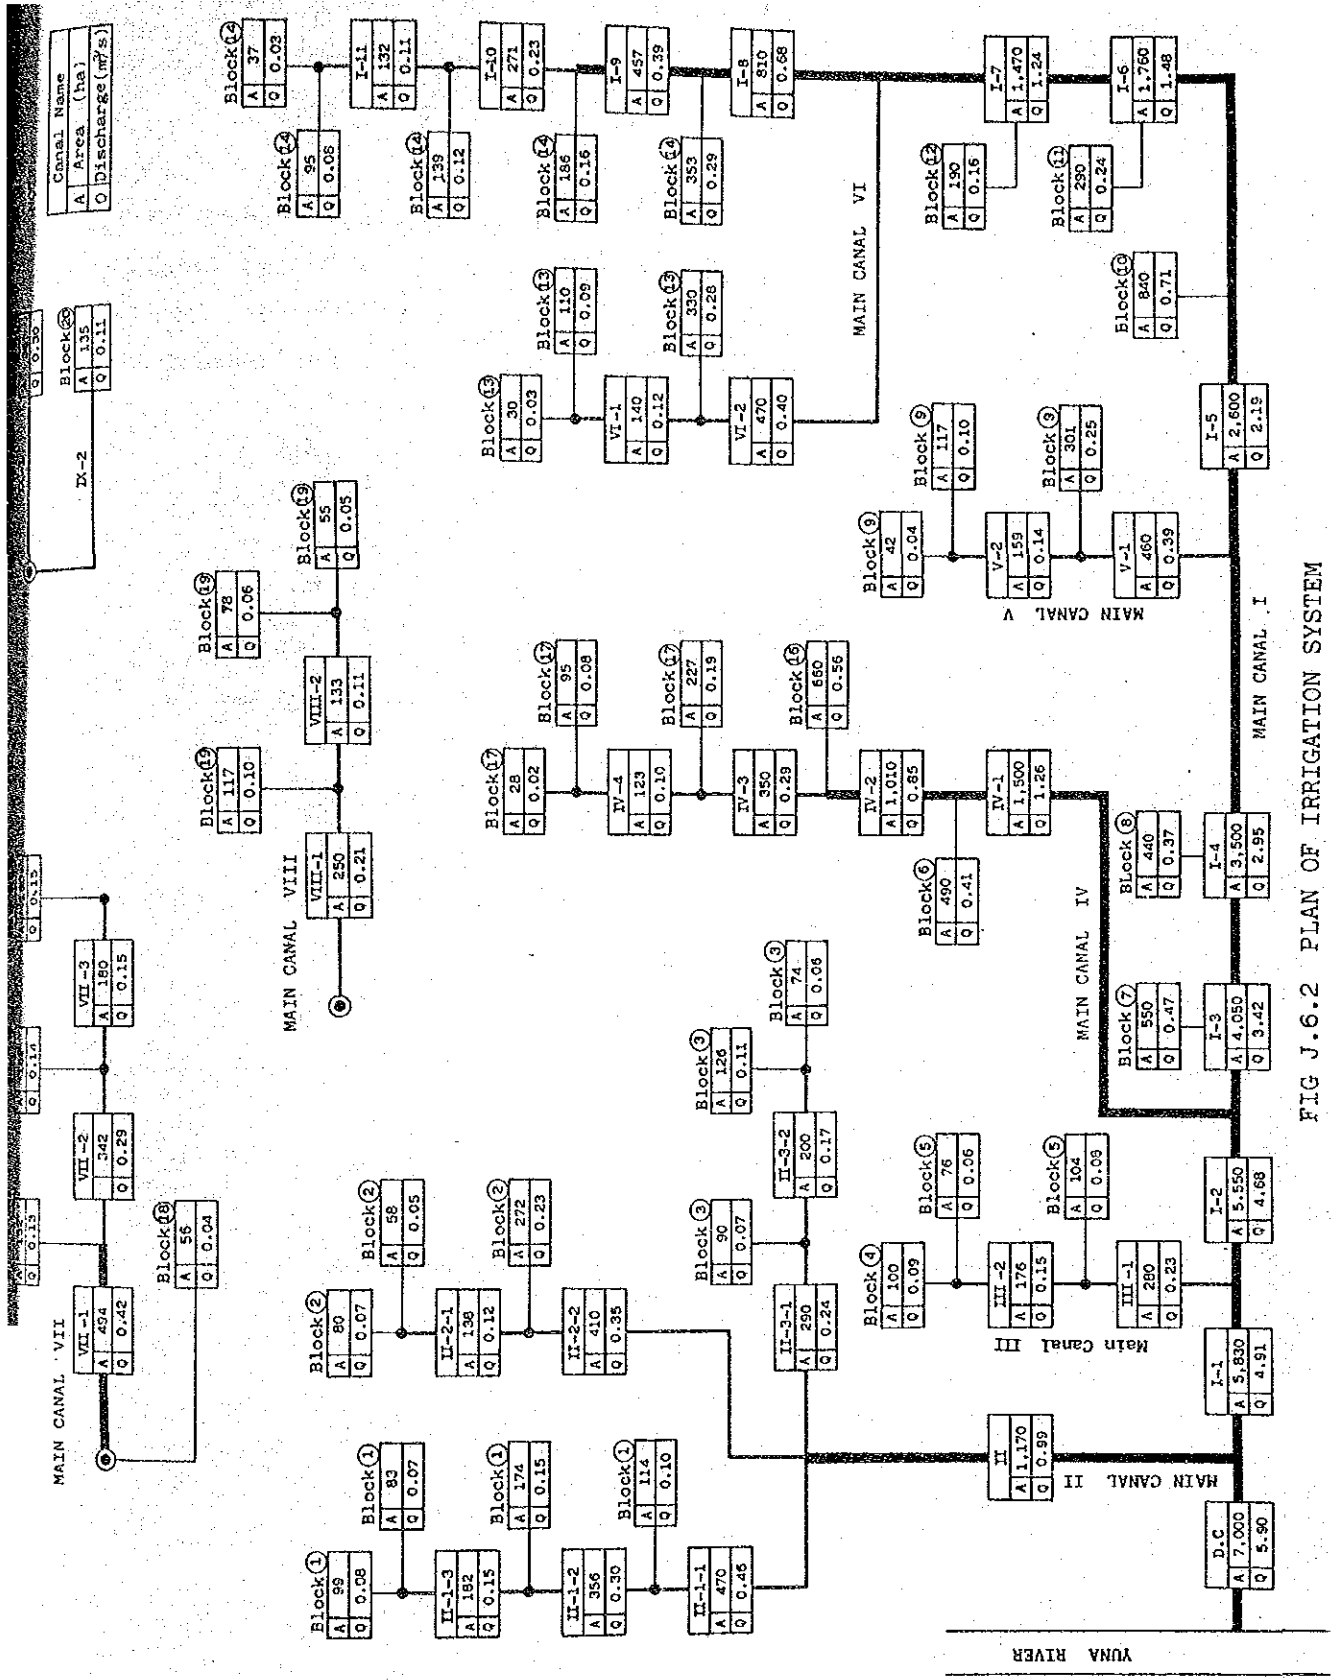 Canal Name
A Area (ha)
Q Discharge (m³/s)
Block 14
A 37
Q 0.03
Block 14
A 95
Q 0.08
I-11
A 132
Q 0.11
Block 14
A 139
Q 0.12
I-10
A 271
Q 0.23
Block 14
A 186
Q 0.16
I-9
A 457
Q 0.39
Block 14
A 353
Q 0.29
I-8
A 810
Q 0.68
Block 12
A 190
Q 0.16
I-7
A 1,470
Q 1.24
Block 11
A 290
Q 0.24
I-6
A 1,760
Q 1.48
Q 0.30
Block 20
A 135
Q 0.11
IX-2
Block 13
A 30
Q 0.03
Block 13
A 110
Q 0.09
VI-1
A 140
Q 0.12
Block 13
A 330
Q 0.28
VI-2
A 470
Q 0.40
MAIN CANAL VI
Block 10
A 840
Q 0.71
I-5
A 2,600
Q 2.19
Block 9
A 42
Q 0.04
Block 9
A 117
Q 0.10
V-2
A 159
Q 0.14
Block 9
A 301
Q 0.25
V-1
A 460
Q 0.39
MAIN CANAL V
MAIN CANAL I
Block 19
A 55
Q 0.05
Block 19
A 78
Q 0.06
VIII-2
A 133
Q 0.11
Block 19
A 117
Q 0.10
VIII-1
A 250
Q 0.21
MAIN CANAL VIII
Block 17
A 28
Q 0.02
Block 17
A 95
Q 0.08
IV-4
A 123
Q 0.10
Block 17
A 227
Q 0.19
IV-3
A 350
Q 0.29
Block 16
A 660
Q 0.56
IV-2
A 1,010
Q 0.85
Block 6
A 490
Q 0.41
IV-1
A 1,500
Q 1.26
MAIN CANAL IV
BLock 8
A 440
Q 0.37
I-4
A 3,500
Q 2.95
Block 7
A 550
Q 0.47
I-3
A 4,050
Q 3.42
Q 0.15
VII-3
A 180
Q 0.15
Q 0.14
VII-2
342
Q 0.29
Q 0.13
VII-1
A 494
Q 0.42
MAIN CANAL VII
Block 18
A 56
Q 0.04
Block 3
A 74
Q 0.06
Block 3
A 126
Q 0.11
II-3-2
A 200
Q 0.17
Block 3
A 90
Q 0.07
II-3-1
A 290
Q 0.24
Block 2
A 80
Q 0.07
Block 2
A 58
Q 0.05
II-2-1
A 138
Q 0.12
Block 2
A 272
Q 0.23
II-2-2
A 410
Q 0.35
Block 4
A 100
Q 0.09
Block 5
A 76
Q 0.06
III-2
A 176
Q 0.15
Block 5
A 104
Q 0.09
III-1
A 280
Q 0.23
Main Canal III
I-2
A 5.550
Q 4.68
I-1
A 5,830
Q 4.91
Block 1
A 99
Q 0.08
Block 1
A 83
Q 0.07
II-1-3
A 182
Q 0.15
Block 1
A 174
Q 0.15
II-1-2
A 356
Q 0.30
Block 1
A 114
Q 0.10
II-1-1
A 470
Q 0.46
II
A 1,170
Q 0.99
MAIN CANAL II
D.C
A 7.000
Q 5.90
YUNA RIVER
FIG J.6.2 PLAN OF IRRIGATION SYSTEM